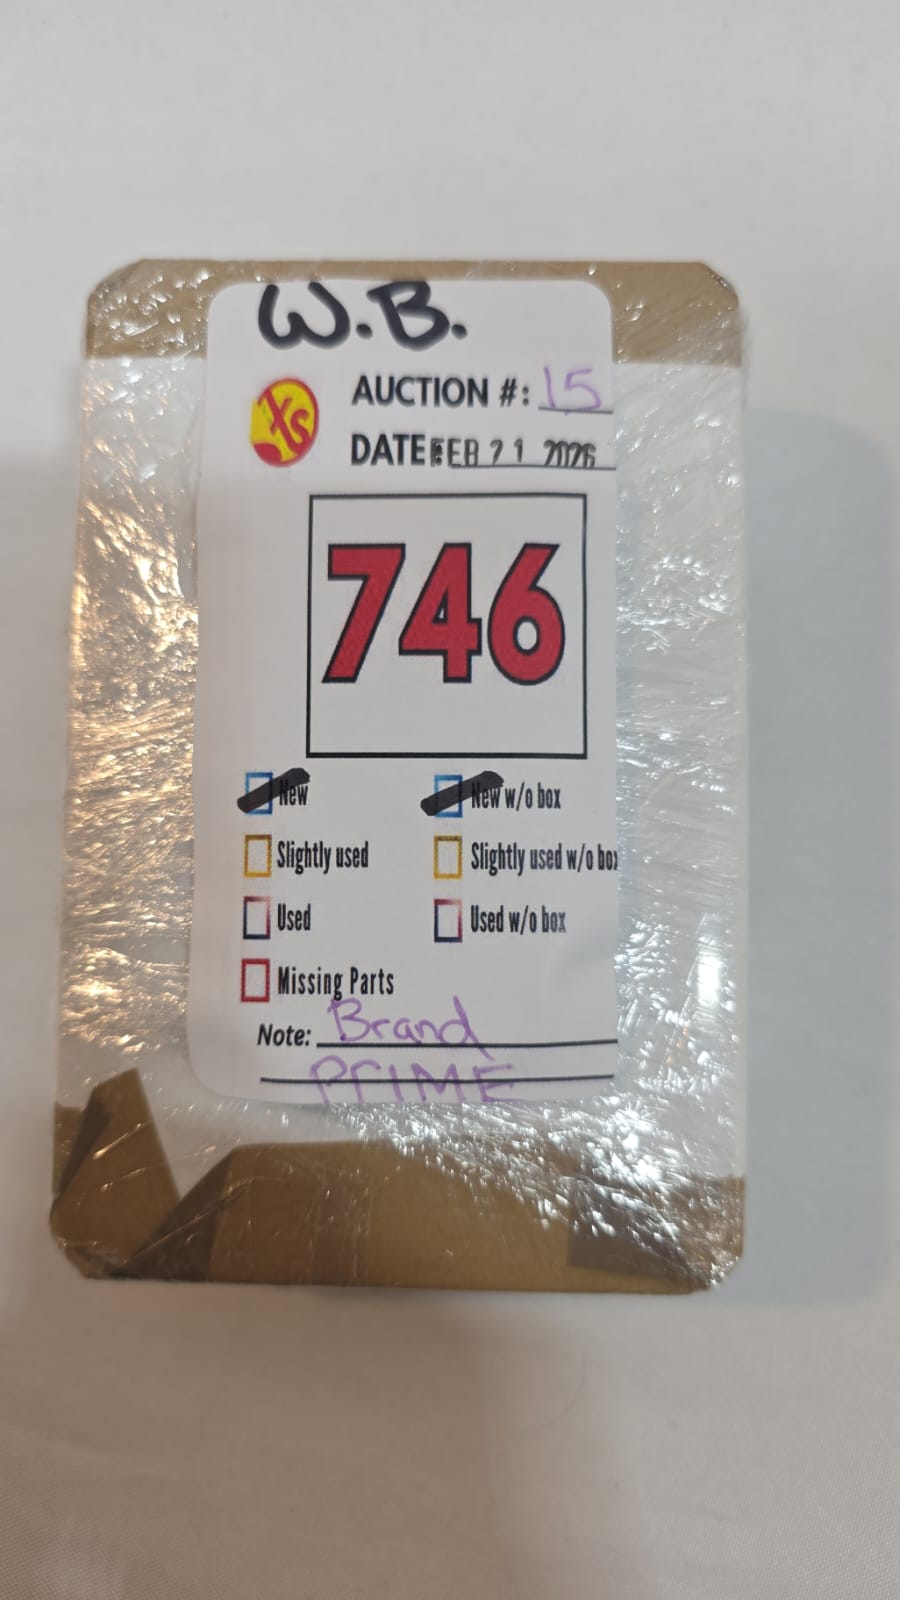 W.B.
AUCTION #: 15
DATE: FEB 21 2026
746
New New w/o box
Slightly used Slightly used w/o box
Used Used w/o box
Missing Parts
Note: Brand
PrIME